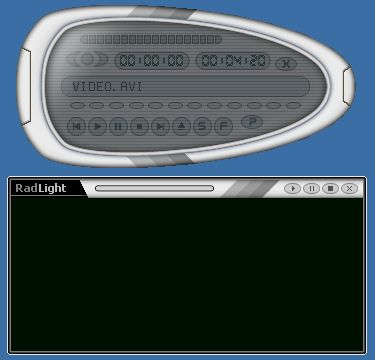 00:00:00 00:04:20 X
VIDEO.AVI
S F ?
RadLight X